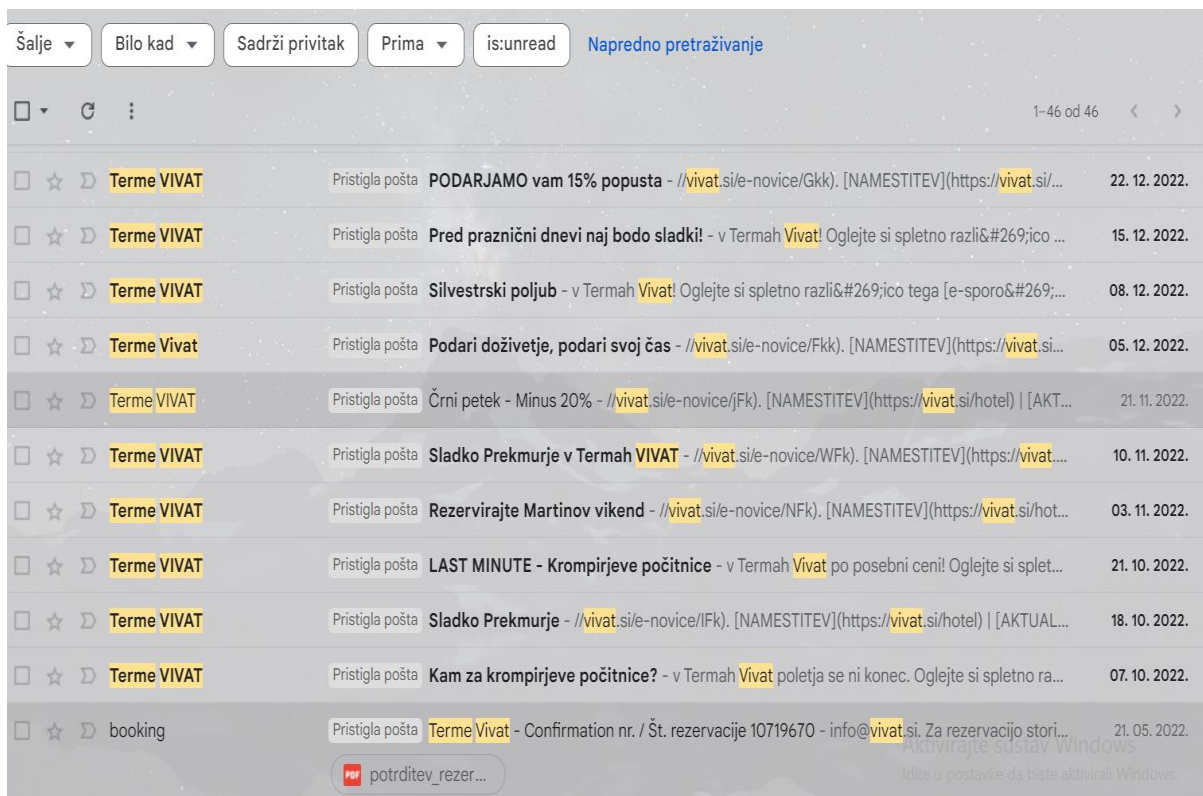 Šalje Bilo kad Sadrži privitak Prima is:unread Napredno pretraživanje
1–46 od 46
Terme VIVAT Pristigla pošta PODARJAMO vam 15% popusta - //vivat.si/e-novice/Gkk). [NAMESTITEV](https://vivat.si/... 22. 12. 2022.
Terme VIVAT Pristigla pošta Pred praznični dnevi naj bodo sladki! - v Termah Vivat! Oglejte si spletno razli&#269;ico ... 15. 12. 2022.
Terme VIVAT Pristigla pošta Silvestrski poljub - v Termah Vivat! Oglejte si spletno razli&#269;ico tega [e-sporo&#269;... 08. 12. 2022.
Terme Vivat Pristigla pošta Podari doživetje, podari svoj čas - //vivat.si/e-novice/Fkk). [NAMESTITEV](https://vivat.si... 05. 12. 2022.
Terme VIVAT Pristigla pošta Črni petek - Minus 20% - //vivat.si/e-novice/jFk). [NAMESTITEV](https://vivat.si/hotel) | [AKT... 21. 11. 2022.
Terme VIVAT Pristigla pošta Sladko Prekmurje v Termah VIVAT - //vivat.si/e-novice/WFk). [NAMESTITEV](https://vivat.... 10. 11. 2022.
Terme VIVAT Pristigla pošta Rezervirajte Martinov vikend - //vivat.si/e-novice/NFk). [NAMESTITEV](https://vivat.si/hot... 03. 11. 2022.
Terme VIVAT Pristigla pošta LAST MINUTE - Krompirjeve počitnice - v Termah Vivat po posebni ceni! Oglejte si splet... 21. 10. 2022.
Terme VIVAT Pristigla pošta Sladko Prekmurje - //vivat.si/e-novice/IFk). [NAMESTITEV](https://vivat.si/hotel) | [AKTUAL... 18. 10. 2022.
Terme VIVAT Pristigla pošta Kam za krompirjeve počitnice? - v Termah Vivat poletja se ni konec. Oglejte si spletno ra... 07. 10. 2022.
booking Pristigla pošta Terme Vivat - Confirmation nr. / Št. rezervacije 10719670 - info@vivat.si. Za rezervacijo stori... 21. 05. 2022.
Aktivirajte sustav Windows
PDF potrditev_rezer... Idite u postavke da biste aktivirali Windows.